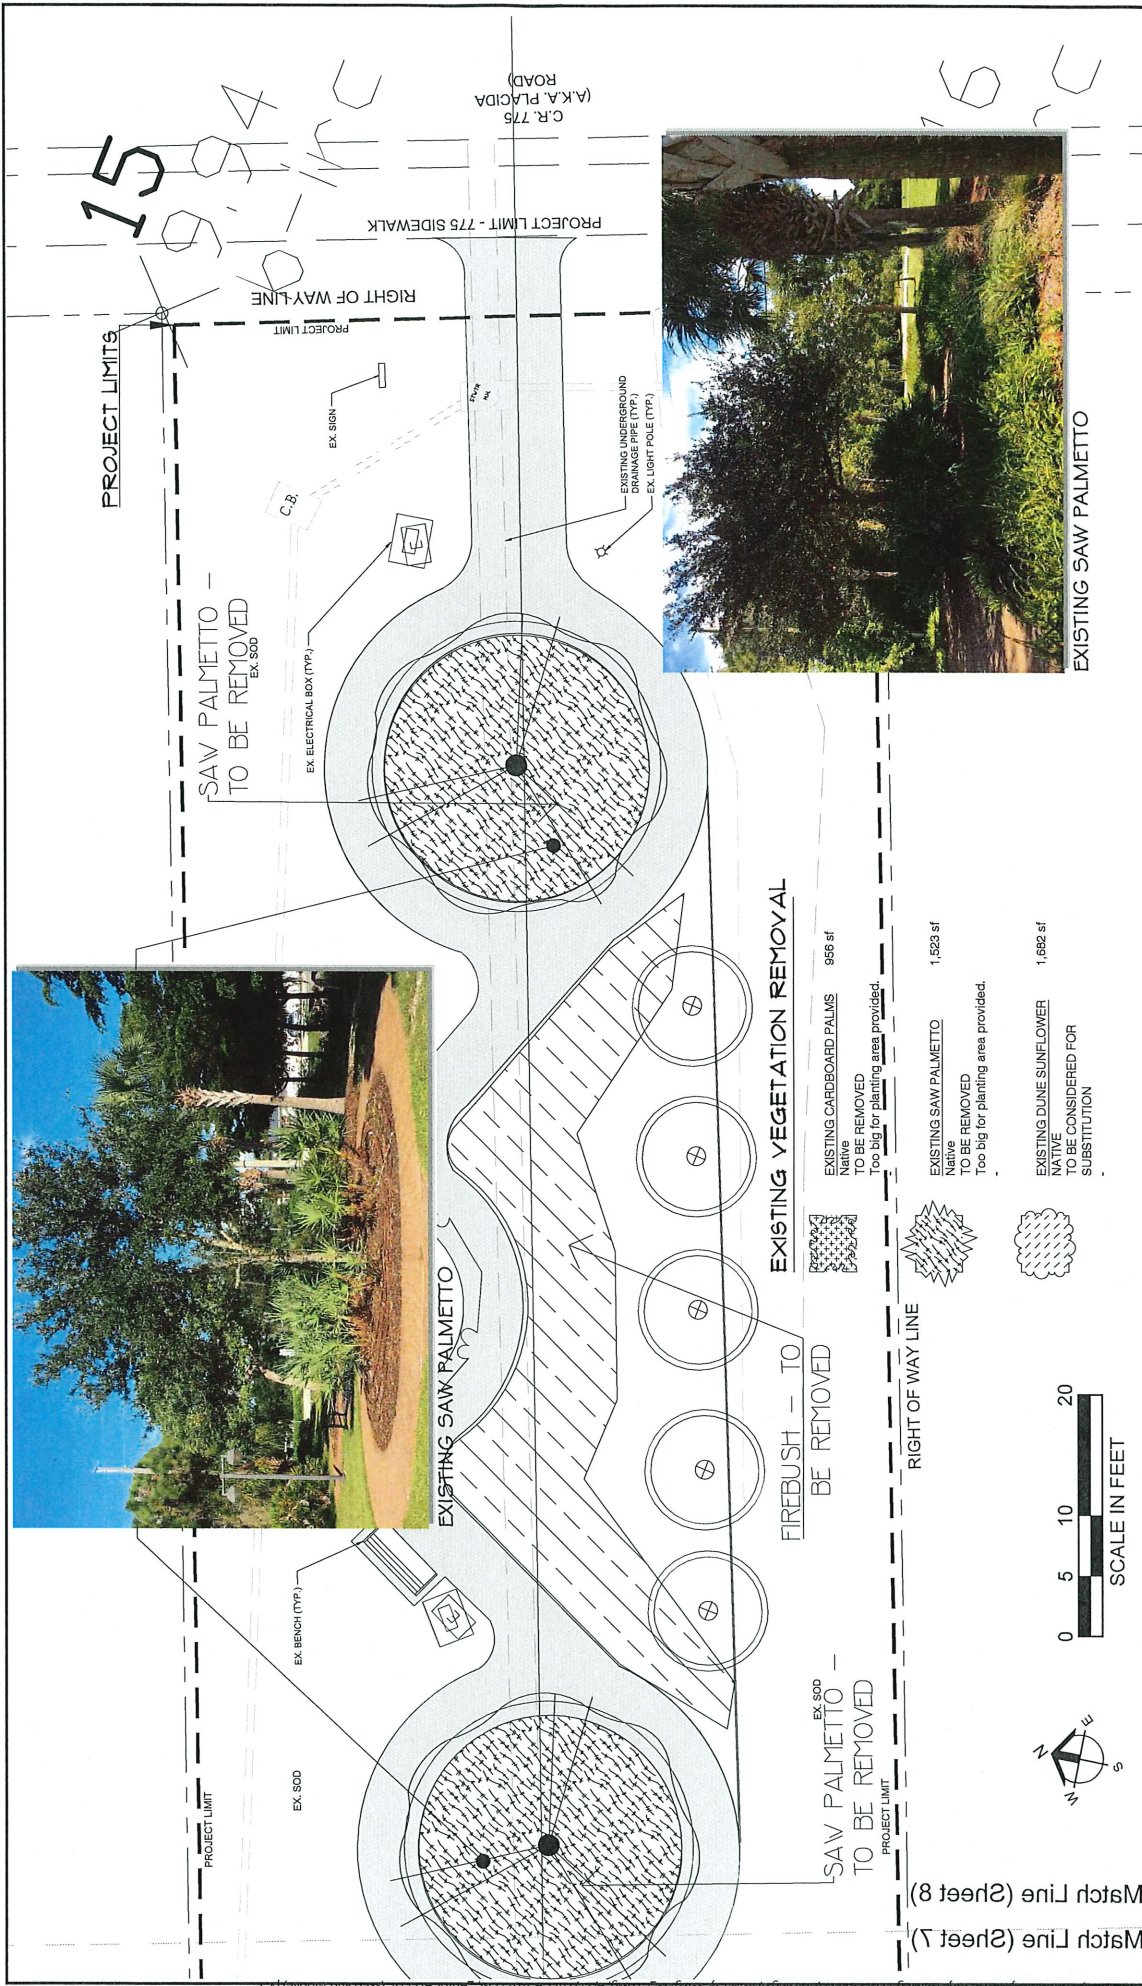 15
C.R. 775
(A.K.A. PLACIDA
ROAD)
PROJECT LIMITS
RIGHT OF WAY LINE
PROJECT LIMIT
PROJECT LIMIT - 775 SIDEWALK
EX. SIGN
C.B.
EXISTING UNDERGROUND
DRAINAGE PIPE (TYP.)
EX. LIGHT POLE (TYP.)
SAW PALMETTO -
TO BE REMOVED
EX. SOD
EX. ELECTRICAL BOX (TYP.)
E
EXISTING SAW PALMETTO
EXISTING SAW PALMETTO
EX. BENCH (TYP.)
E
EX. SOD
PROJECT LIMIT
FIREBUSH - TO
BE REMOVED
EXISTING VEGETATION REMOVAL
EXISTING CARDBOARD PALMS 956 sf
Native
TO BE REMOVED
Too big for planting area provided.
-
EXISTING SAW PALMETTO 1,523 sf
Native
TO BE REMOVED
Too big for planting area provided.
-
EXISTING DUNE SUNFLOWER 1,682 sf
NATIVE
TO BE CONSIDERED FOR
SUBSTITUTION
-
RIGHT OF WAY LINE
EX. SOD
SAW PALMETTO -
TO BE REMOVED
PROJECT LIMIT
0 5 10 20
SCALE IN FEET
N
E
S
W
Match Line (Sheet 8)
Match Line (Sheet 7)